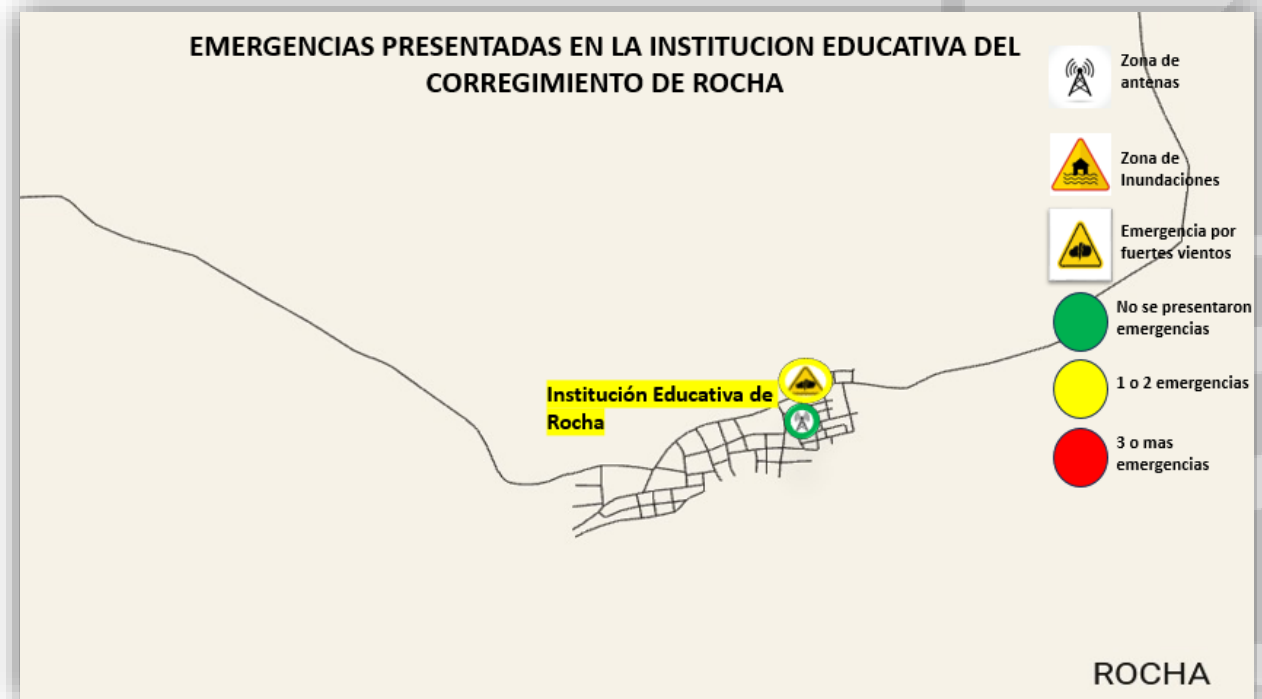 EMERGENCIAS PRESENTADAS EN LA INSTITUCION EDUCATIVA DEL
CORREGIMIENTO DE ROCHA
Zona de
antenas
Zona de
Inundaciones
Emergencia por
fuertes vientos
No se presentaron
emergencias
1 o 2 emergencias
3 o mas
emergencias
Institución Educativa de
Rocha
ROCHA